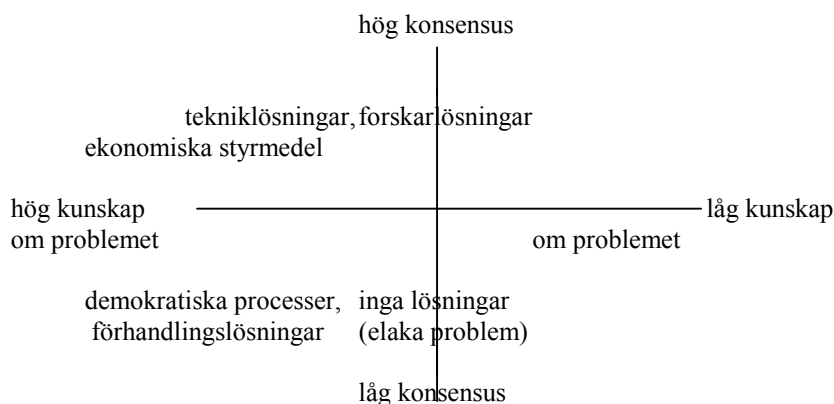 hög konsensus
tekniklösningar, forskarlösningar
ekonomiska styrmedel
hög kunskap låg kunskap
om problemet om problemet
demokratiska processer, inga lösningar
förhandlingslösningar (elaka problem)
låg konsensus